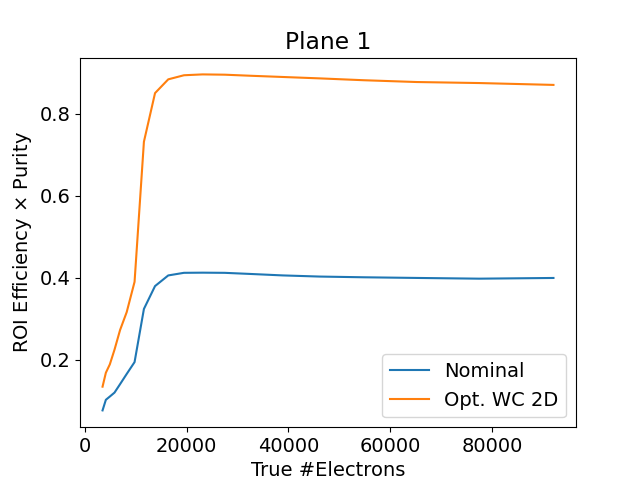 Plane 1
ROI Efficiency × Purity
0.8
0.6
0.4
0.2
0
20000
40000
60000
80000
True #Electrons
Nominal
Opt. WC 2D